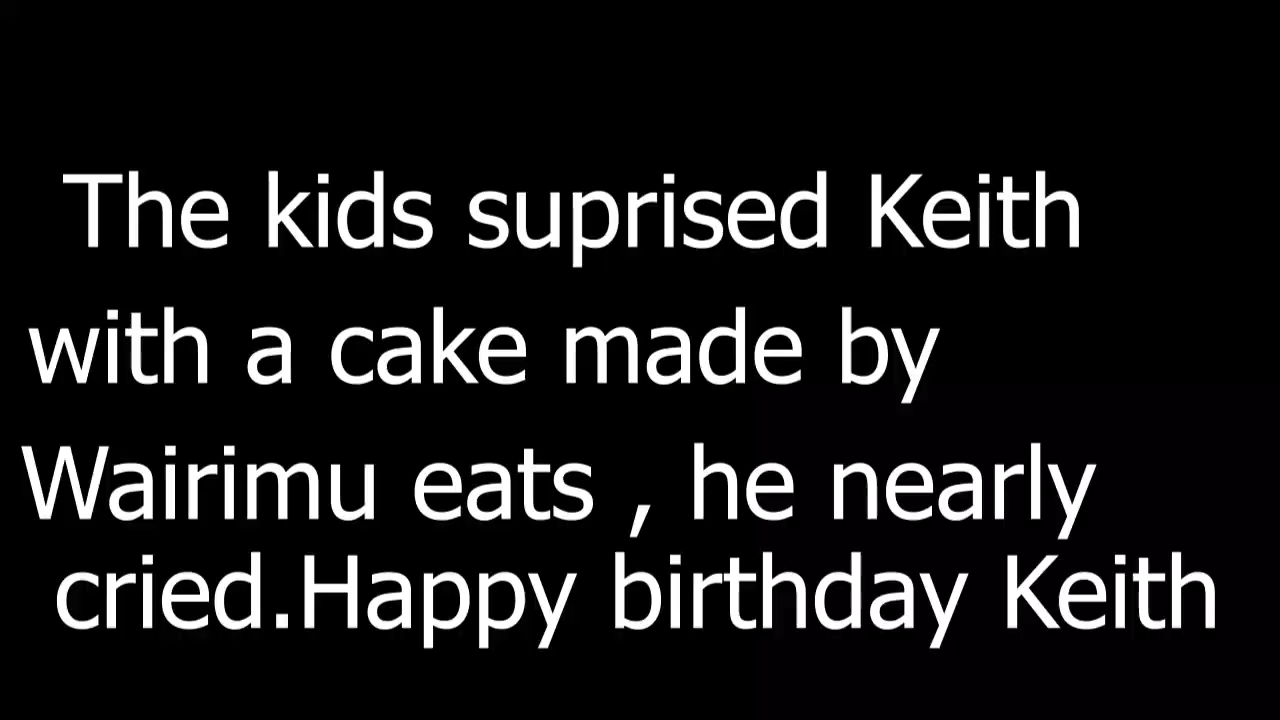 The kids suprised Keith
with a cake made by
Wairimu eats , he nearly
cried.Happy birthday Keith